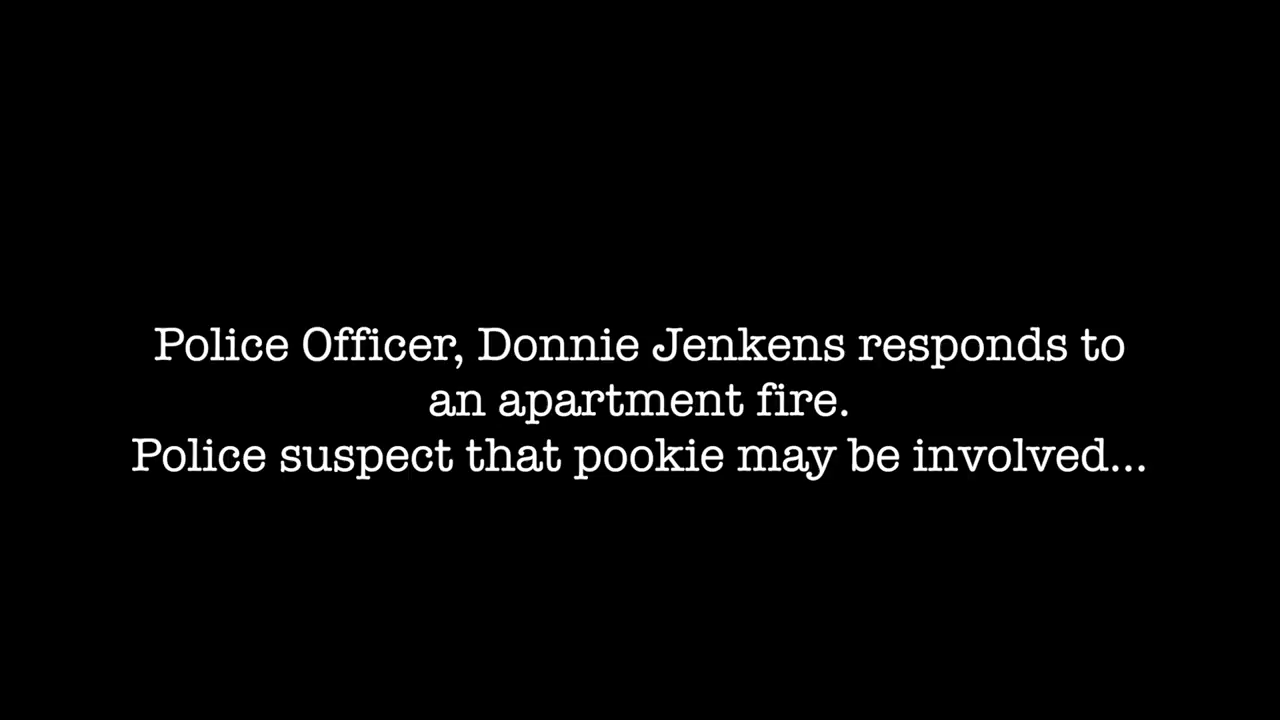 Police Officer, Donnie Jenkens responds to
an apartment fire.
Police suspect that pookie may be involved...